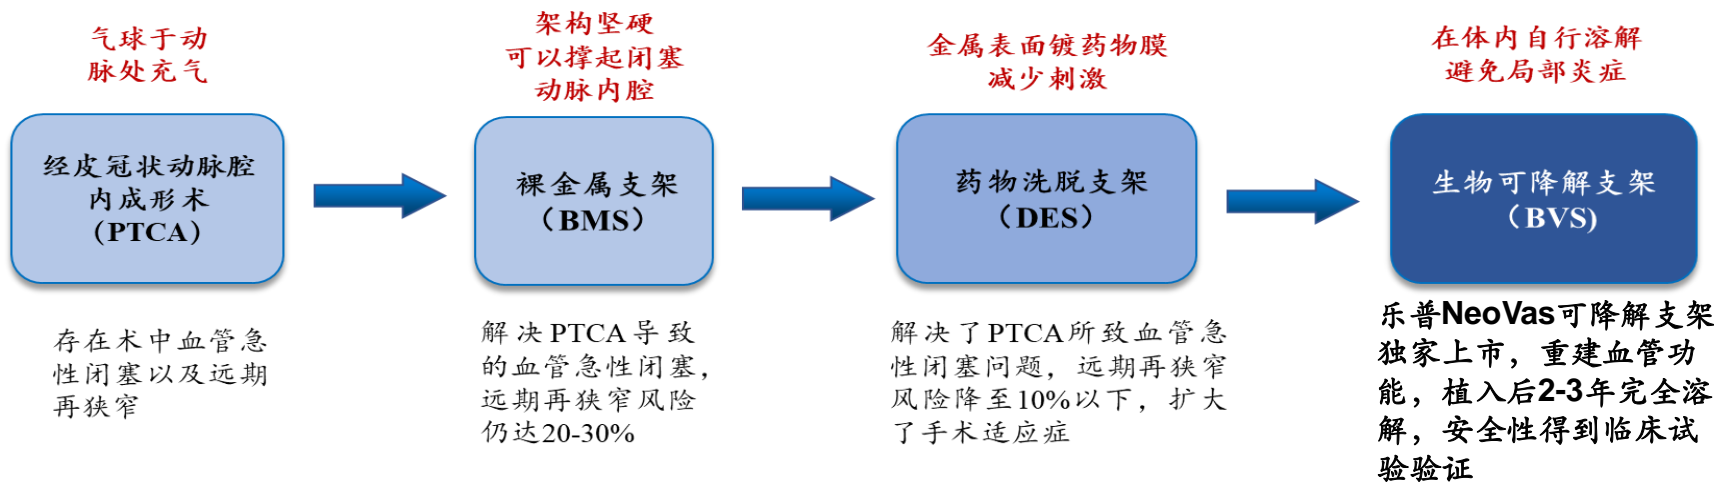 气球于动
脉处充气
经皮冠状动脉腔
内成形术
（PTCA）
存在术中血管急
性闭塞以及远期
再狭窄
架构坚硬
可以撑起闭塞
动脉内腔
裸金属支架
（BMS）
解决PTCA导致
的血管急性闭塞，
远期再狭窄风险
仍达20-30%
金属表面镀药物膜
减少刺激
药物洗脱支架
（DES）
解决了PTCA所致血管急
性闭塞问题，远期再狭窄
风险降至10%以下，扩大
了手术适应症
在体内自行溶解
避免局部炎症
生物可降解支架
（BVS)
乐普NeoVas可降解支架
独家上市，重建血管功
能，植入后2-3年完全溶
解，安全性得到临床试
验验证